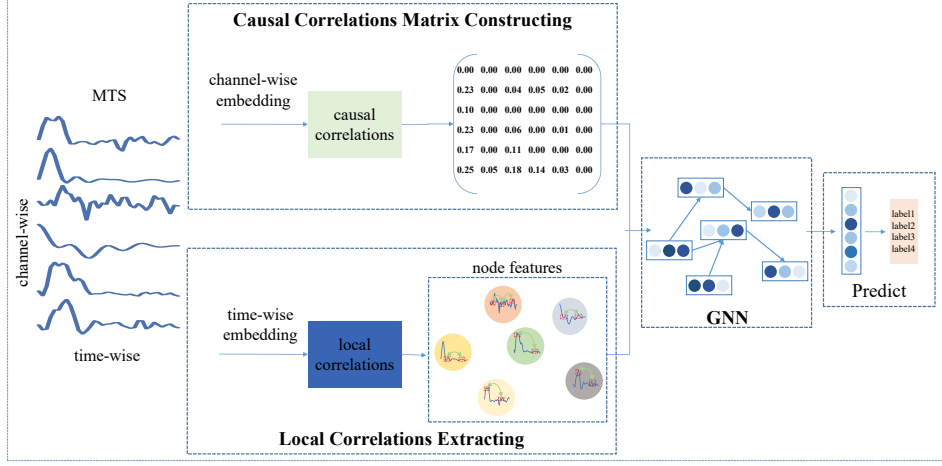 Causal Correlations Matrix Constructing
MTS
channel-wise
time-wise
channel-wise
embedding
causal
correlations
0.00 0.00 0.00 0.00 0.00 0.00
0.23 0.00 0.04 0.05 0.02 0.00
0.10 0.00 0.00 0.00 0.00 0.00
0.23 0.00 0.06 0.00 0.01 0.00
0.17 0.00 0.11 0.00 0.00 0.00
0.25 0.05 0.18 0.14 0.03 0.00
time-wise
embedding
local
correlations
node features
Local Correlations Extracting
GNN
label1
label2
label3
label4
Predict